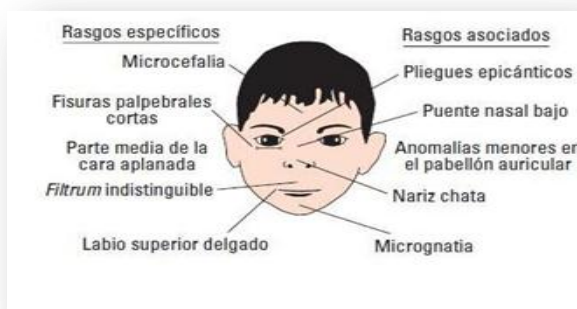 Rasgos específicos
Microcefalia
Fisuras palpebrales
cortas
Parte media de la
cara aplanada
Filtrum indistinguible
Labio superior delgado
Rasgos asociados
Pliegues epicánticos
Puente nasal bajo
Anomalías menores en
el pabellón auricular
Nariz chata
Micrognatia